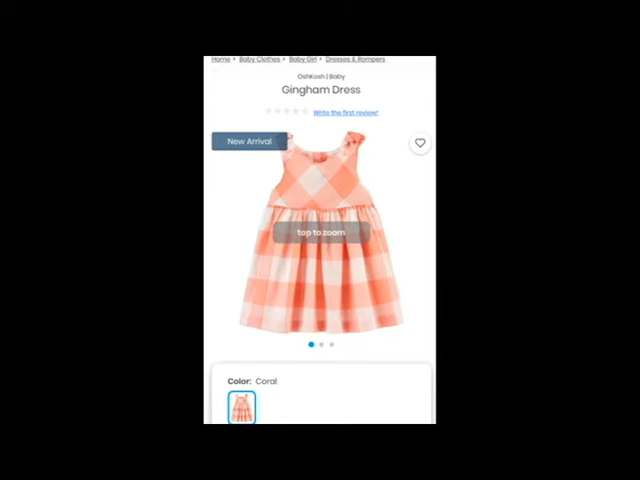 Home > Baby Clothes > Baby Girl > Dresses & Rompers
OshKosh | Baby
Gingham Dress
Write the first review!
New Arrival
tap to zoom
Color: Coral